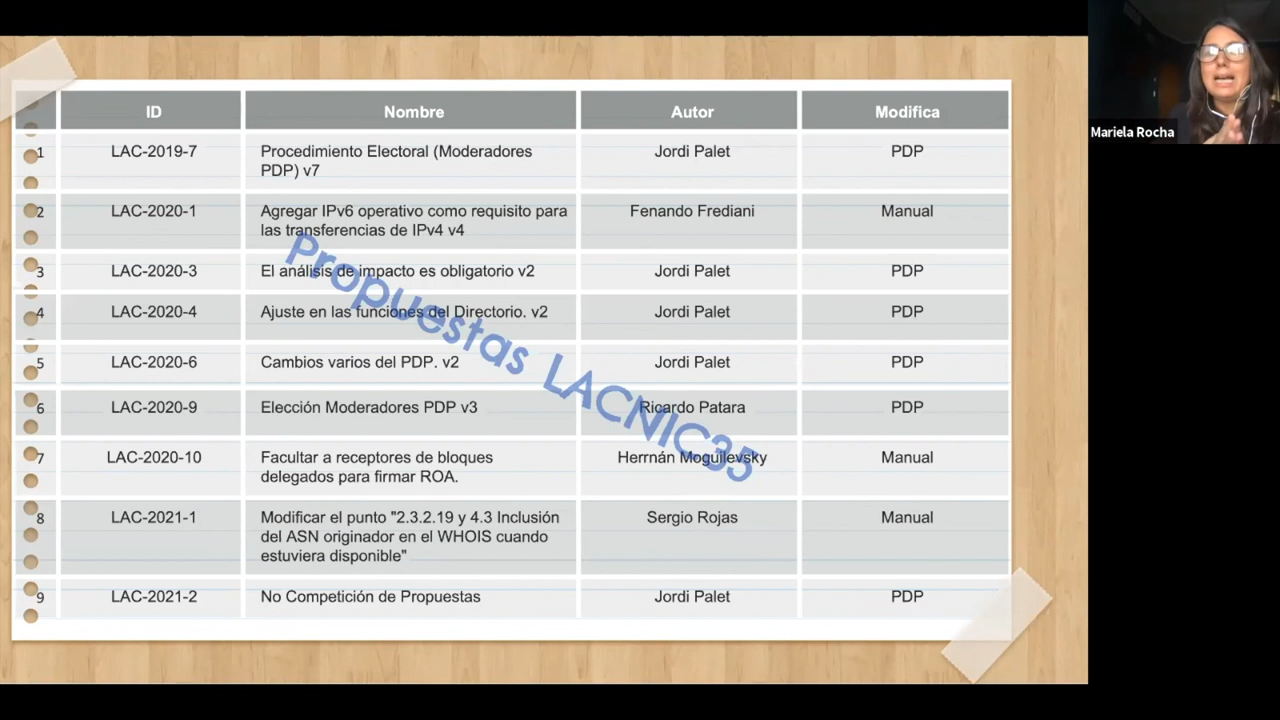 ID Nombre Autor Modifica
1 LAC-2019-7 Procedimiento Electoral (Moderadores Jordi Palet PDP
PDP) v7
2 LAC-2020-1 Agregar IPv6 operativo como requisito para Fenando Frediani Manual
las transferencias de IPv4 v4
3 LAC-2020-3 El análisis de impacto es obligatorio v2 Jordi Palet PDP
4 LAC-2020-4 Ajuste en las funciones del Directorio. v2 Jordi Palet PDP
5 LAC-2020-6 Cambios varios del PDP. v2 Jordi Palet PDP
6 LAC-2020-9 Elección Moderadores PDP v3 Ricardo Patara PDP
7 LAC-2020-10 Facultar a receptores de bloques Herrnán Moguilevsky Manual
delegados para firmar ROA.
8 LAC-2021-1 Modificar el punto "2.3.2.19 y 4.3 Inclusión Sergio Rojas Manual
del ASN originador en el WHOIS cuando
estuviera disponible"
9 LAC-2021-2 No Competición de Propuestas Jordi Palet PDP
Propuestas LACNIC35
Mariela Rocha